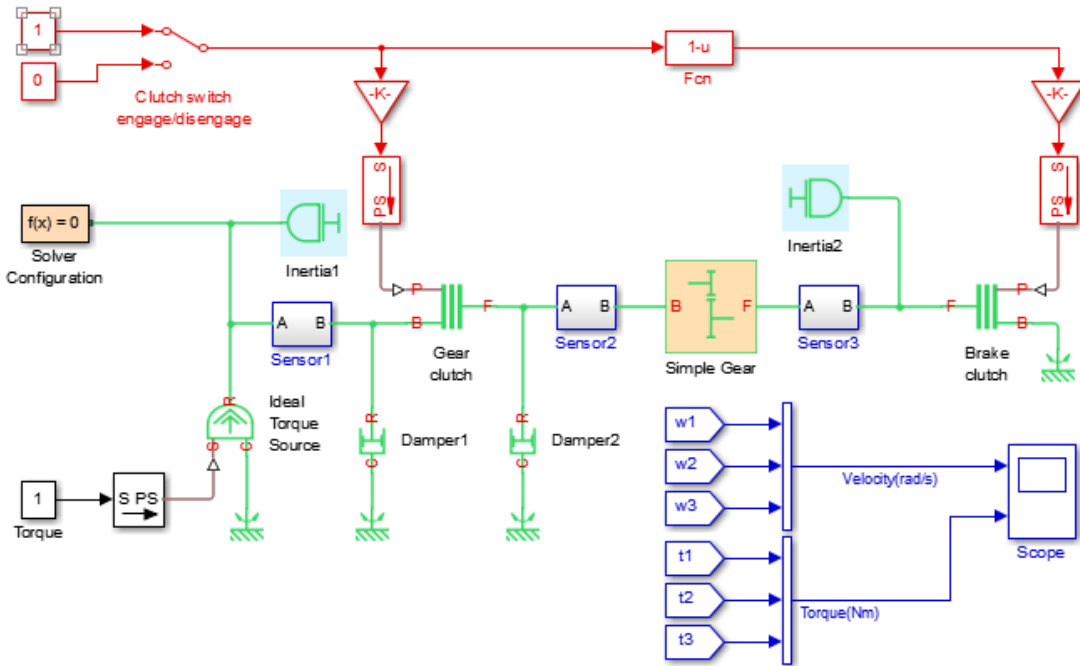 1
0
Clutch switch
engage/disengage
1-u
Fcn
-K-
-K-
PS S
PS S
f(x) = 0
Solver
Configuration
Inertia1
Inertia2
P
B
F
Gear
clutch
A B
Sensor1
A B
Sensor2
B
F
Simple Gear
A B
Sensor3
F
P
B
Brake
clutch
R
S
C
Ideal
Torque
Source
R
C
Damper1
R
C
Damper2
1
Torque
S PS
w1
w2
w3
Velocity(rad/s)
t1
t2
t3
Torque(Nm)
Scope